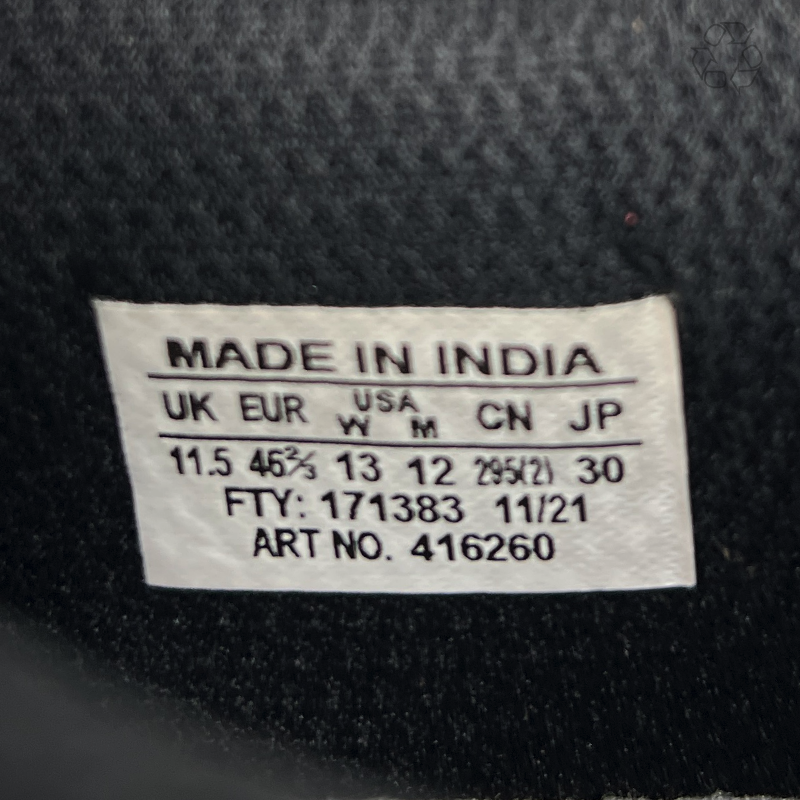 MADE IN INDIA
UK EUR USA W M CN JP
11.5 46⅔ 13 12 295(2) 30
FTY: 171383 11/21
ART NO. 416260